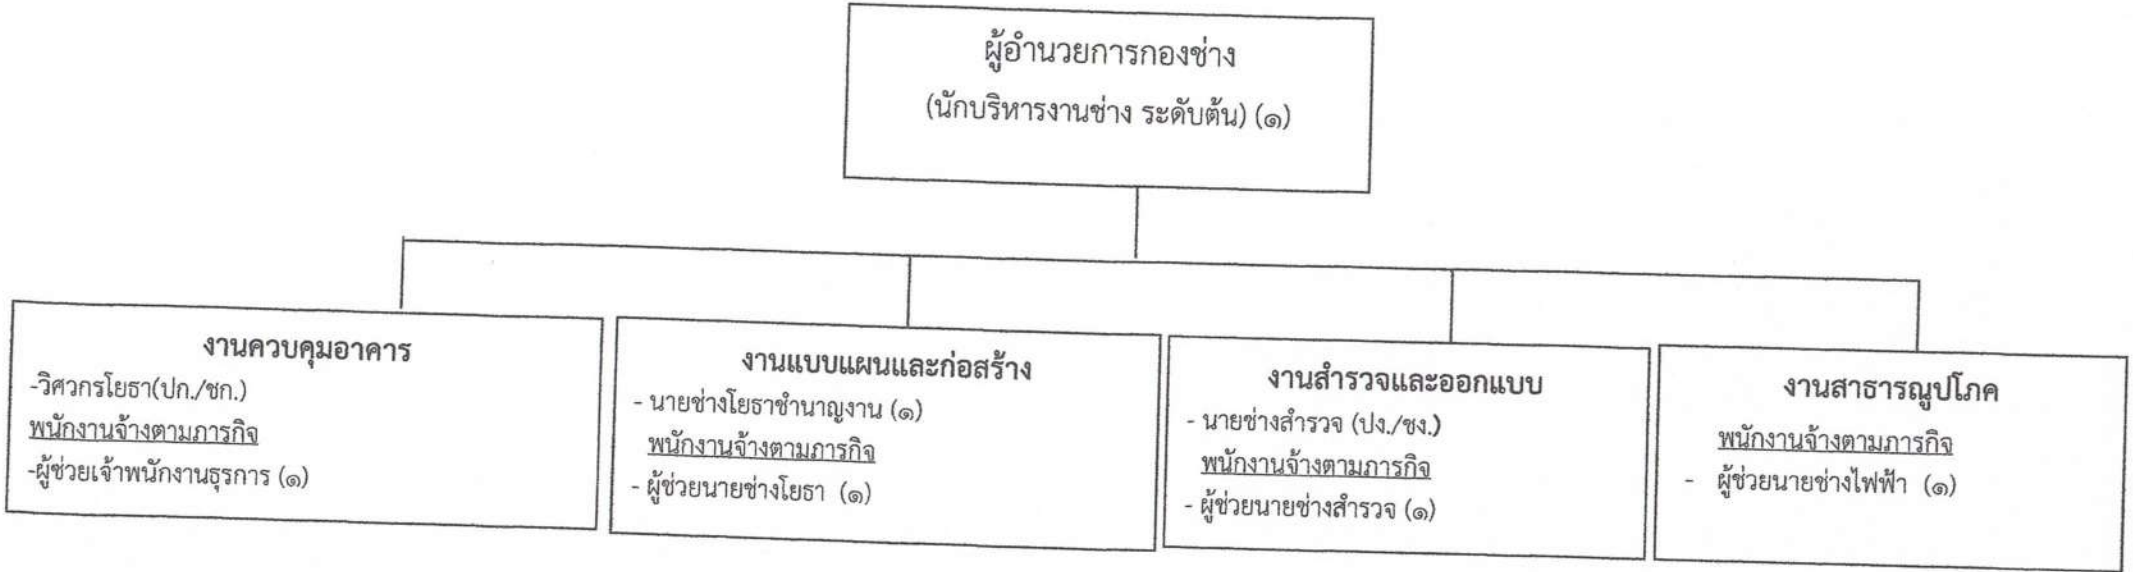 ผู้อำนวยการกองช่าง
(นักบริหารงานช่าง ระดับต้น) (๑)
งานควบคุมอาคาร
-วิศวกรโยธา(ปก./ชก.)
พนักงานจ้างตามภารกิจ
-ผู้ช่วยเจ้าพนักงานธุรการ (๑)
งานแบบแผนและก่อสร้าง
- นายช่างโยธาชำนาญงาน (๑)
พนักงานจ้างตามภารกิจ
- ผู้ช่วยนายช่างโยธา (๑)
งานสำรวจและออกแบบ
- นายช่างสำรวจ (ปง./ชง.)
พนักงานจ้างตามภารกิจ
- ผู้ช่วยนายช่างสำรวจ (๑)
งานสาธารณูปโภค
พนักงานจ้างตามภารกิจ
- ผู้ช่วยนายช่างไฟฟ้า (๑)